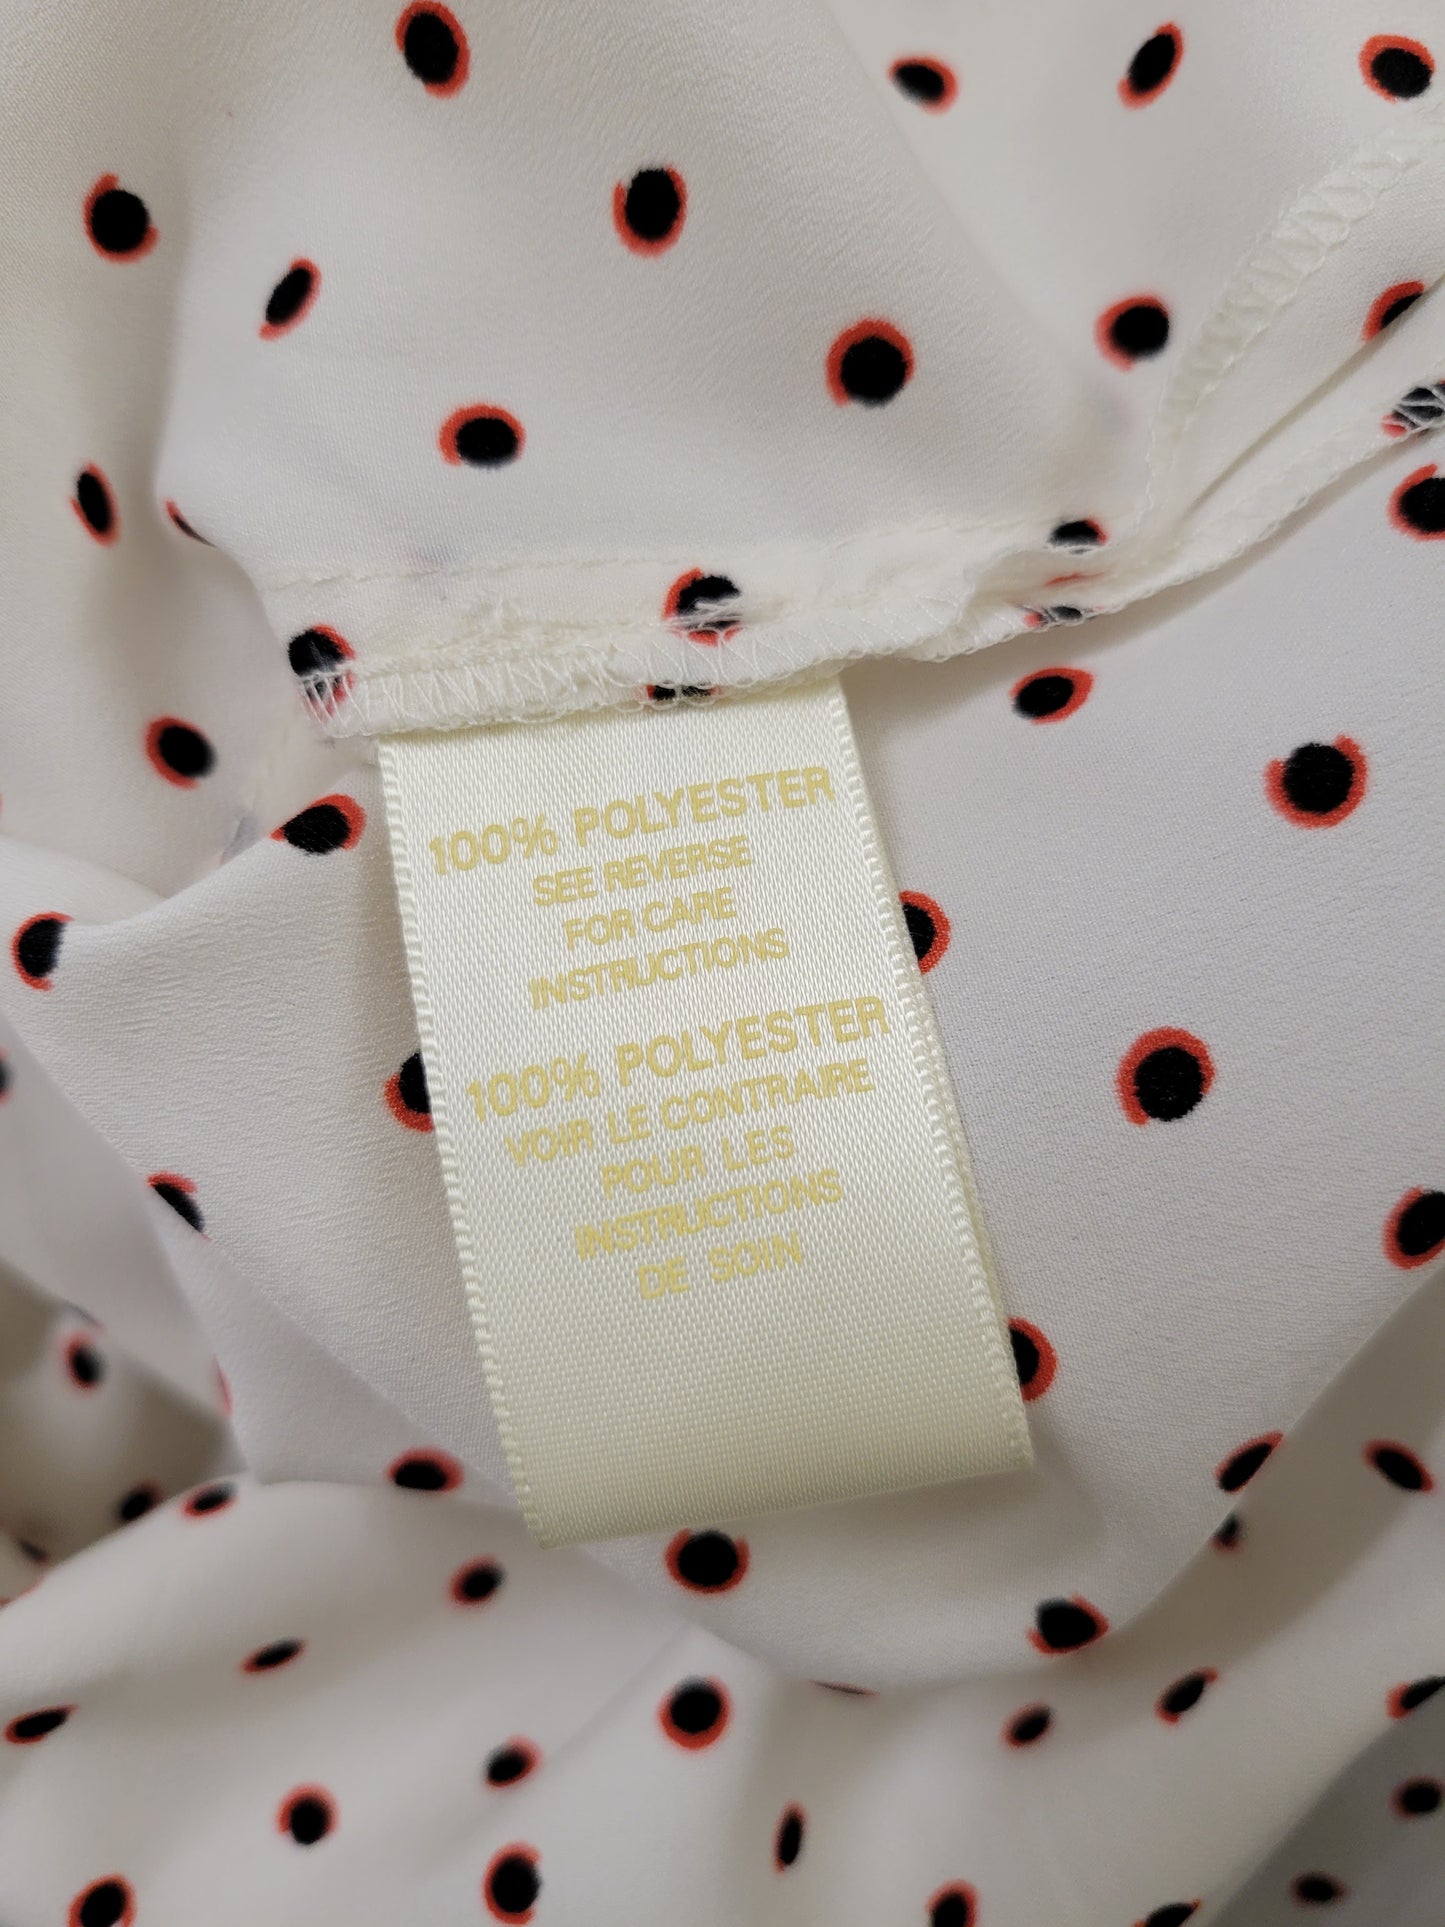 100% POLYESTER
SEE REVERSE
FOR CARE
INSTRUCTIONS
100% POLYESTER
VOIR LE CONTRAIRE
POUR LES
INSTRUCTIONS
DE SOIN